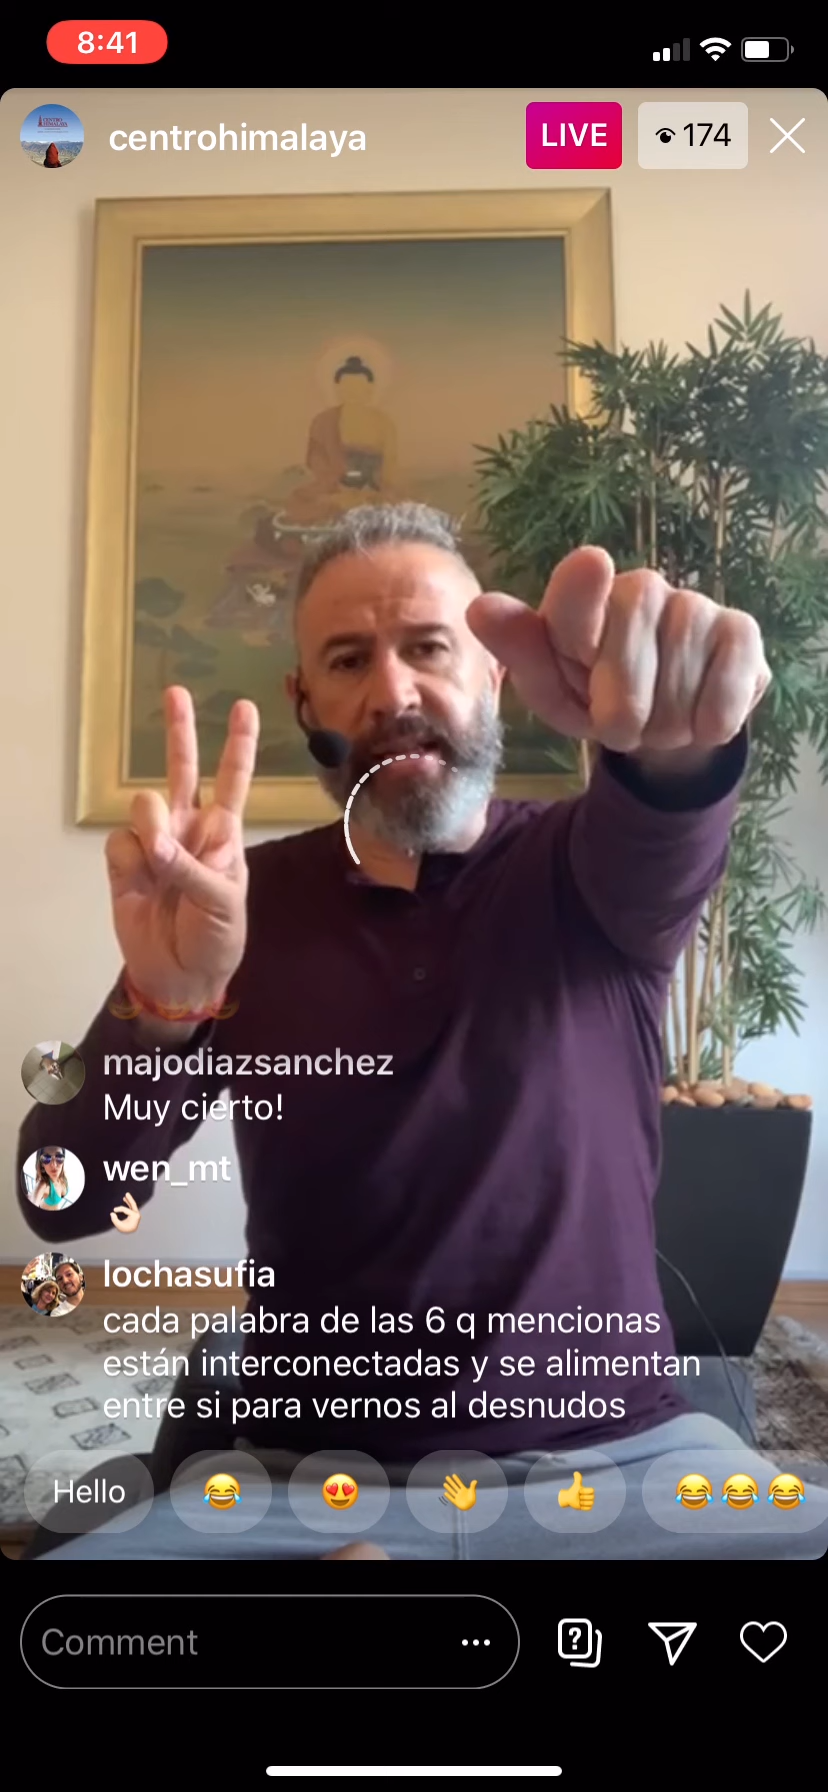 8:41
centrohimalaya
LIVE
174
majodiazsanchez
Muy cierto!
wen_mt
👌🏻
lochasufia
cada palabra de las 6 q mencionas
están interconectadas y se alimentan
entre si para vernos al desnudos
Hello 😂 😍 👋 👍 😂😂😂
Comment